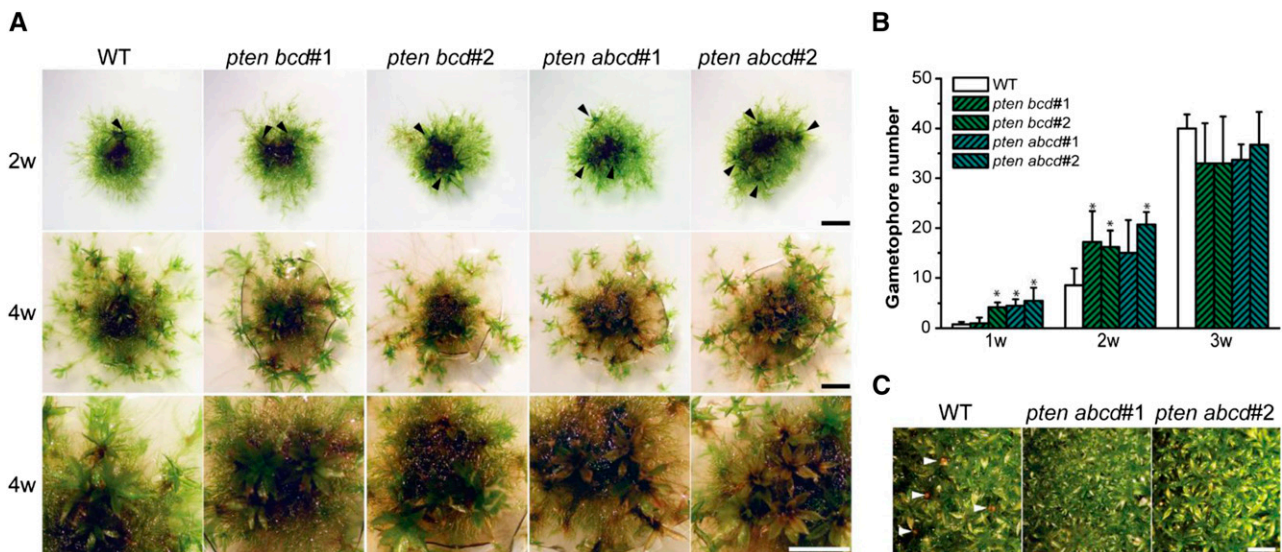 A
WT
pten bcd#1
pten bcd#2
pten abcd#1
pten abcd#2
2w
4w
4w
B
Gametophore number
50
40
30
20
10
0
WT
pten bcd#1
pten bcd#2
pten abcd#1
pten abcd#2
* * *
* * *
1w
2w
3w
C
WT
pten abcd#1
pten abcd#2